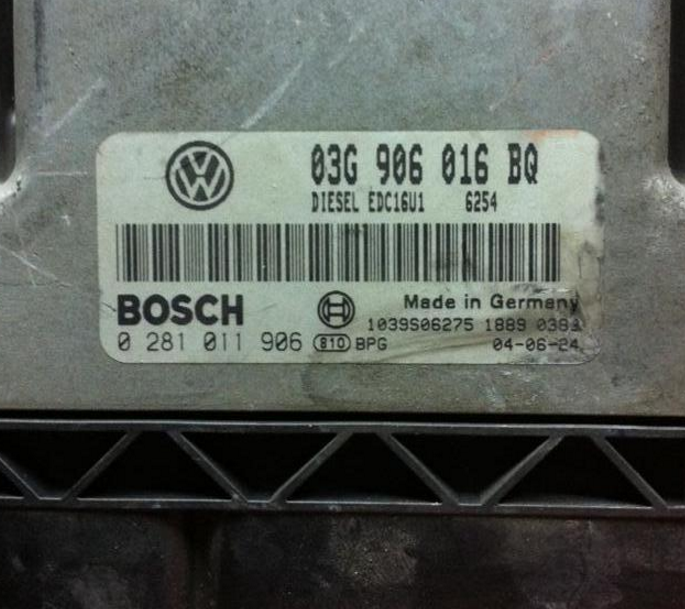 03G 906 016 BQ
DIESEL EDC16U1 6254
BOSCH
Made in Germany
1039S06275 1889 0383
0 281 011 906 810 BPG 04-06-24